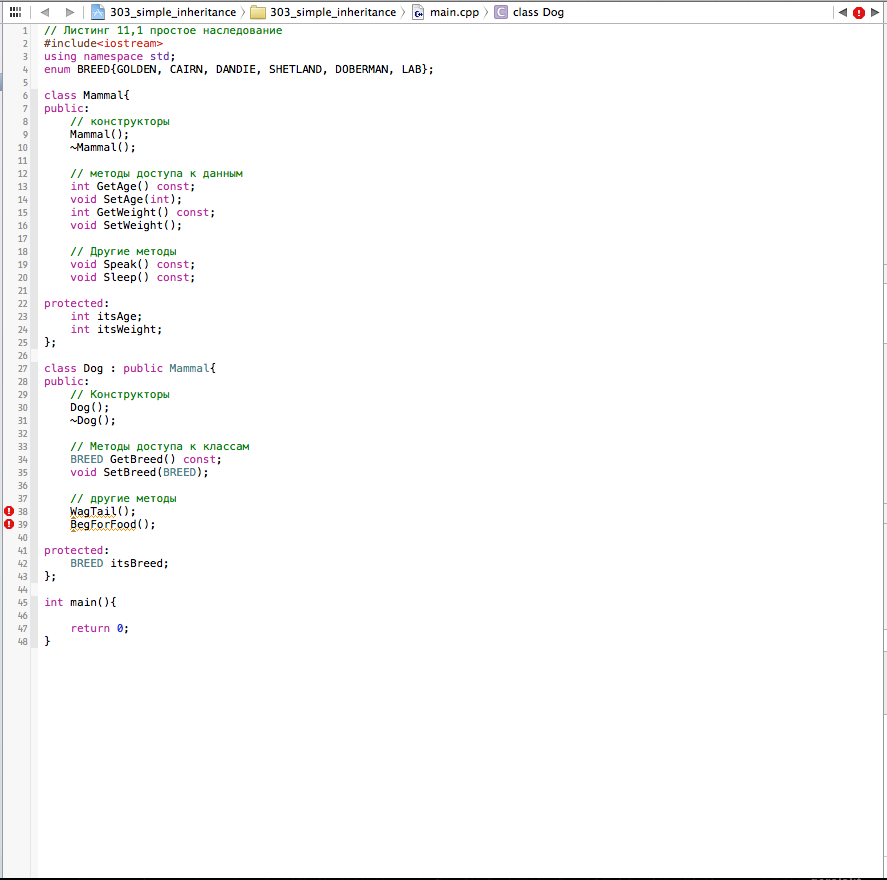 303_simple_inheritance 〉 303_simple_inheritance 〉 main.cpp 〉 C class Dog
1 // Листинг 11,1 простое наследование
2 #include<iostream>
3 using namespace std;
4 enum BREED{GOLDEN, CAIRN, DANDIE, SHETLAND, DOBERMAN, LAB};
5
6 class Mammal{
7 public:
8 // конструкторы
9 Mammal();
10 ~Mammal();
11
12 // методы доступа к данным
13 int GetAge() const;
14 void SetAge(int);
15 int GetWeight() const;
16 void SetWeight();
17
18 // Другие методы
19 void Speak() const;
20 void Sleep() const;
21
22 protected:
23 int itsAge;
24 int itsWeight;
25 };
26
27 class Dog : public Mammal{
28 public:
29 // Конструкторы
30 Dog();
31 ~Dog();
32
33 // Методы доступа к классам
34 BREED GetBreed() const;
35 void SetBreed(BREED);
36
37 // другие методы
38 WagTail();
39 BegForFood();
40
41 protected:
42 BREED itsBreed;
43 };
44
45 int main(){
46
47 return 0;
48 }